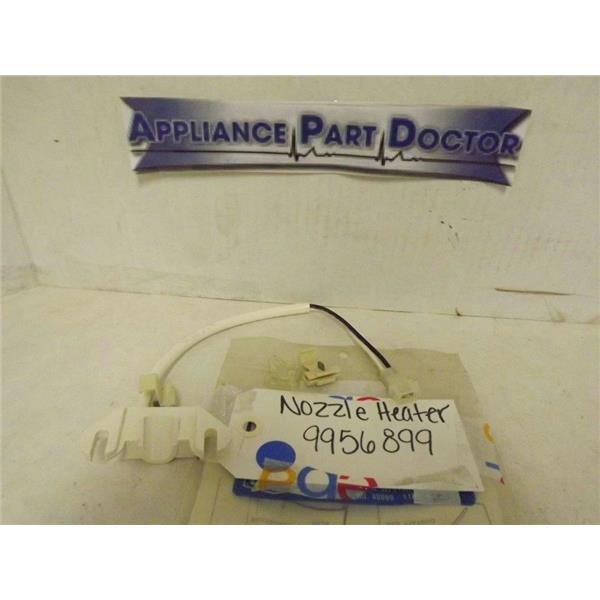 APPLIANCE PART DOCTOR
Nozzle Heater
9956899